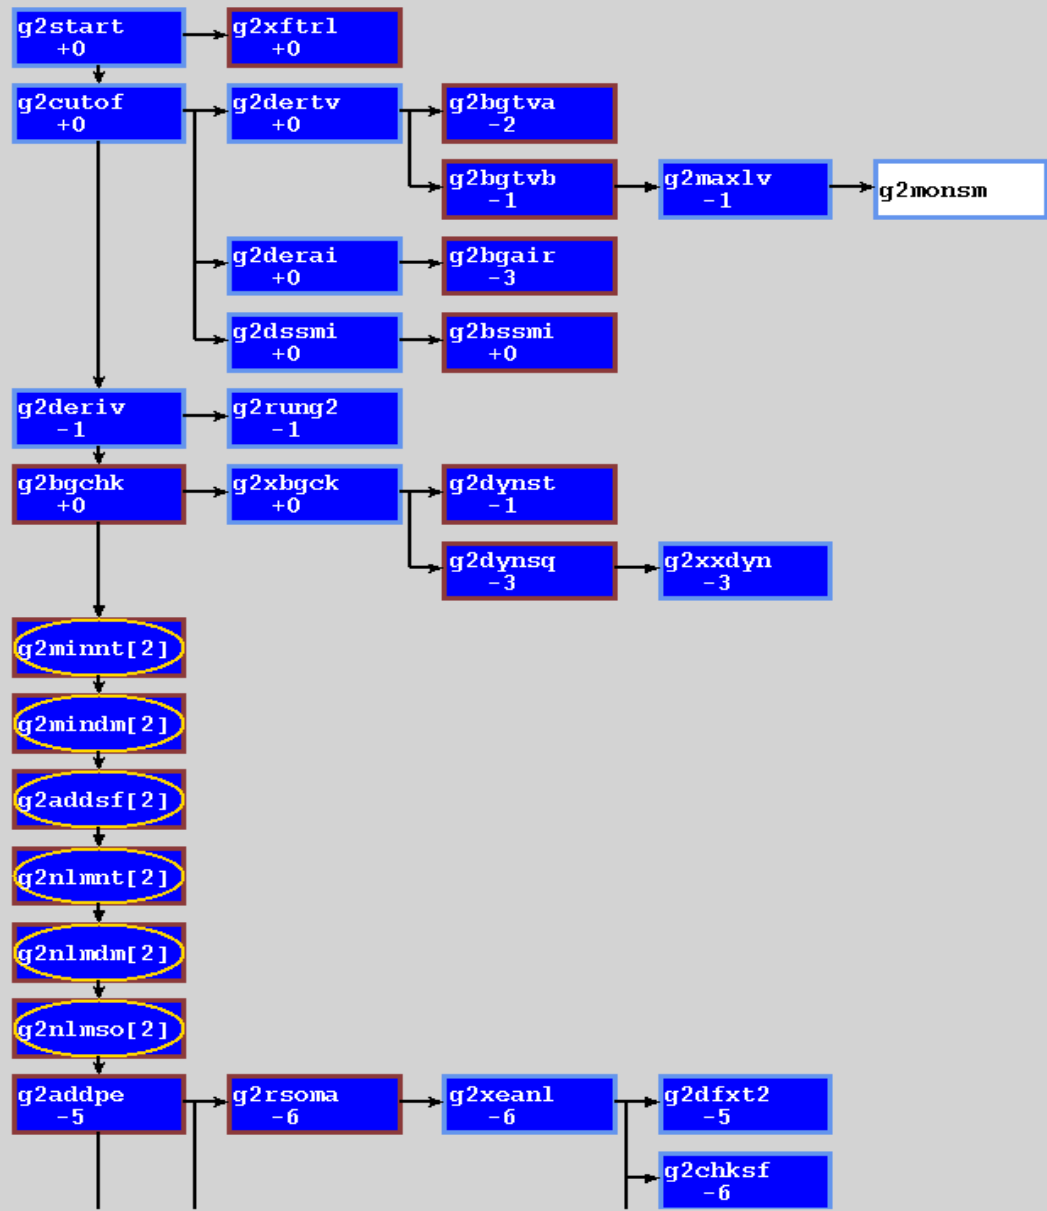 g2start
+0
g2xftrl
+0
g2cutof
+0
g2dertv
+0
g2bgtva
-2
g2bgtvb
-1
g2maxlv
-1
g2monsm
g2derai
+0
g2bgair
-3
g2dssmi
+0
g2bssmi
+0
g2deriv
-1
g2rung2
-1
g2bgchk
+0
g2xbgck
+0
g2dynst
-1
g2dynsq
-3
g2xxdyn
-3
g2minnt[2]
g2mindm[2]
g2addsf[2]
g2nlmnt[2]
g2nlmdm[2]
g2nlmso[2]
g2addpe
-5
g2rsoma
-6
g2xeanl
-6
g2dfxt2
-5
g2chksf
-6